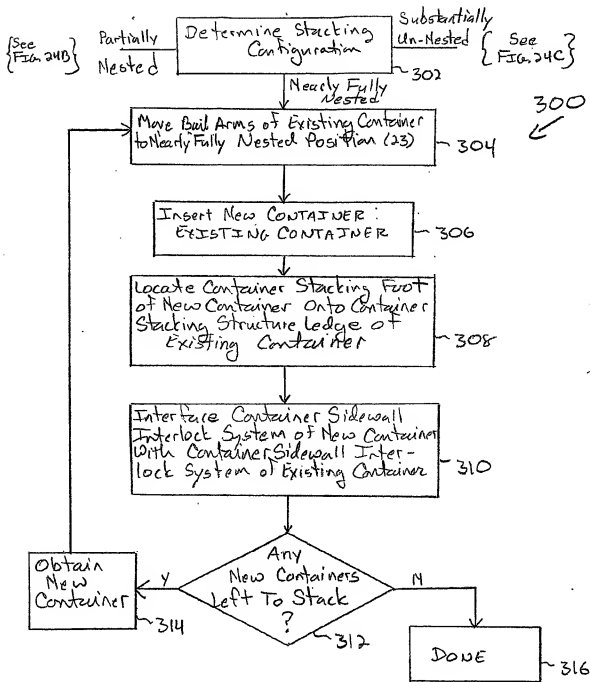 {See
FIG. 24B}
Partially
Nested
Determine Stacking
Configuration
302
Substantially
Un-Nested
{See
FIG. 24C}
Nearly Fully
Nested
300
Move Bail Arms of Existing Container
to Nearly Fully Nested Position (23)
304
Insert New CONTAINER :
EXISTING CONTAINER
306
Locate Container Stacking Foot
of New Container Onto Container
Stacking Structure Ledge of
Existing Container
308
Interface Container Sidewall
Interlock System of New Container
With Container Sidewall Inter-
lock System of Existing Container
310
Any
New Containers
Left To Stack
?
312
Y
N
Obtain
New
Container
314
DONE
316